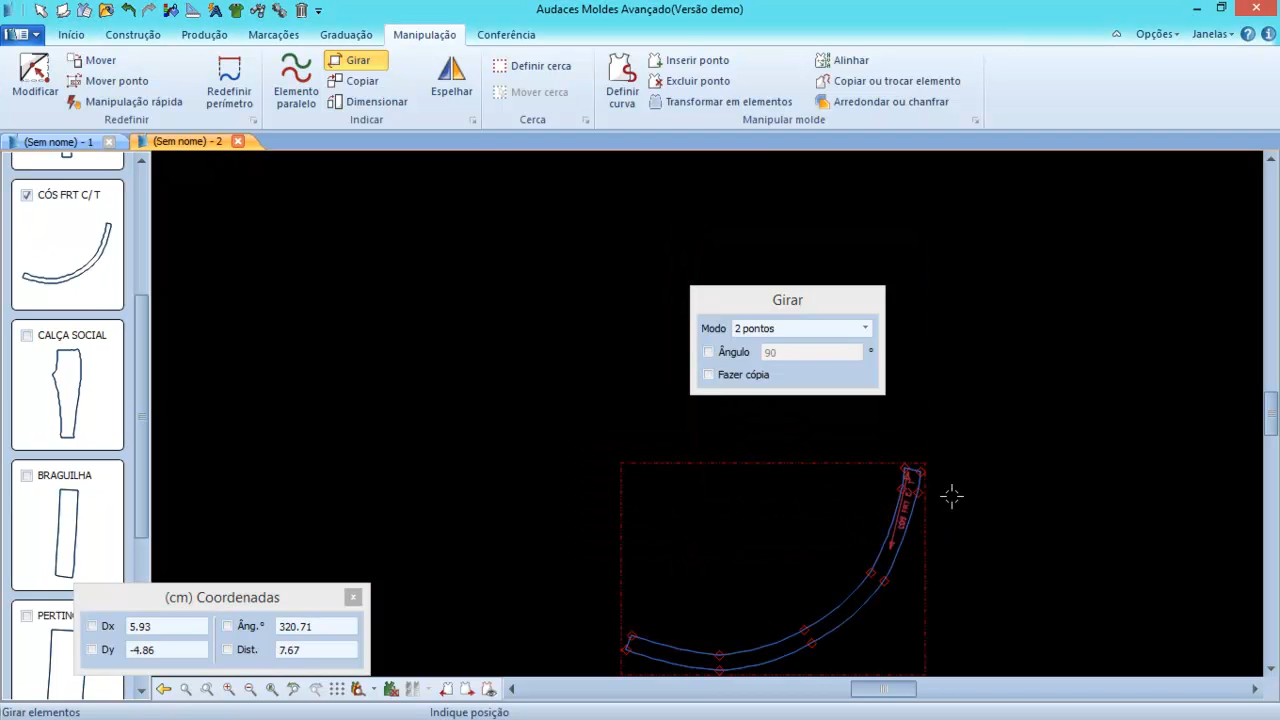 Audaces Moldes Avançado(Versão demo)
Início
Construção
Produção
Marcações
Graduação
Manipulação
Conferência
Opções
Janelas
Modificar
Mover
Mover ponto
Manipulação rápida
Redefinir perímetro
Redefinir
Elemento paralelo
Girar
Copiar
Dimensionar
Espelhar
Indicar
Definir cerca
Mover cerca
Cerca
Definir curva
Inserir ponto
Excluir ponto
Transformar em elementos
Alinhar
Copiar ou trocar elemento
Arredondar ou chanfrar
Manipular molde
(Sem nome) - 1
(Sem nome) - 2
CÓS FRT C/ T
CALÇA SOCIAL
BRAGUILHA
PERTING
Girar
Modo 2 pontos
Ângulo 90 °
Fazer cópia
CÓS FRT C/ T
(cm) Coordenadas
Dx 5.93 Âng.° 320.71
Dy -4.86 Dist. 7.67
Girar elementos
Indique posição